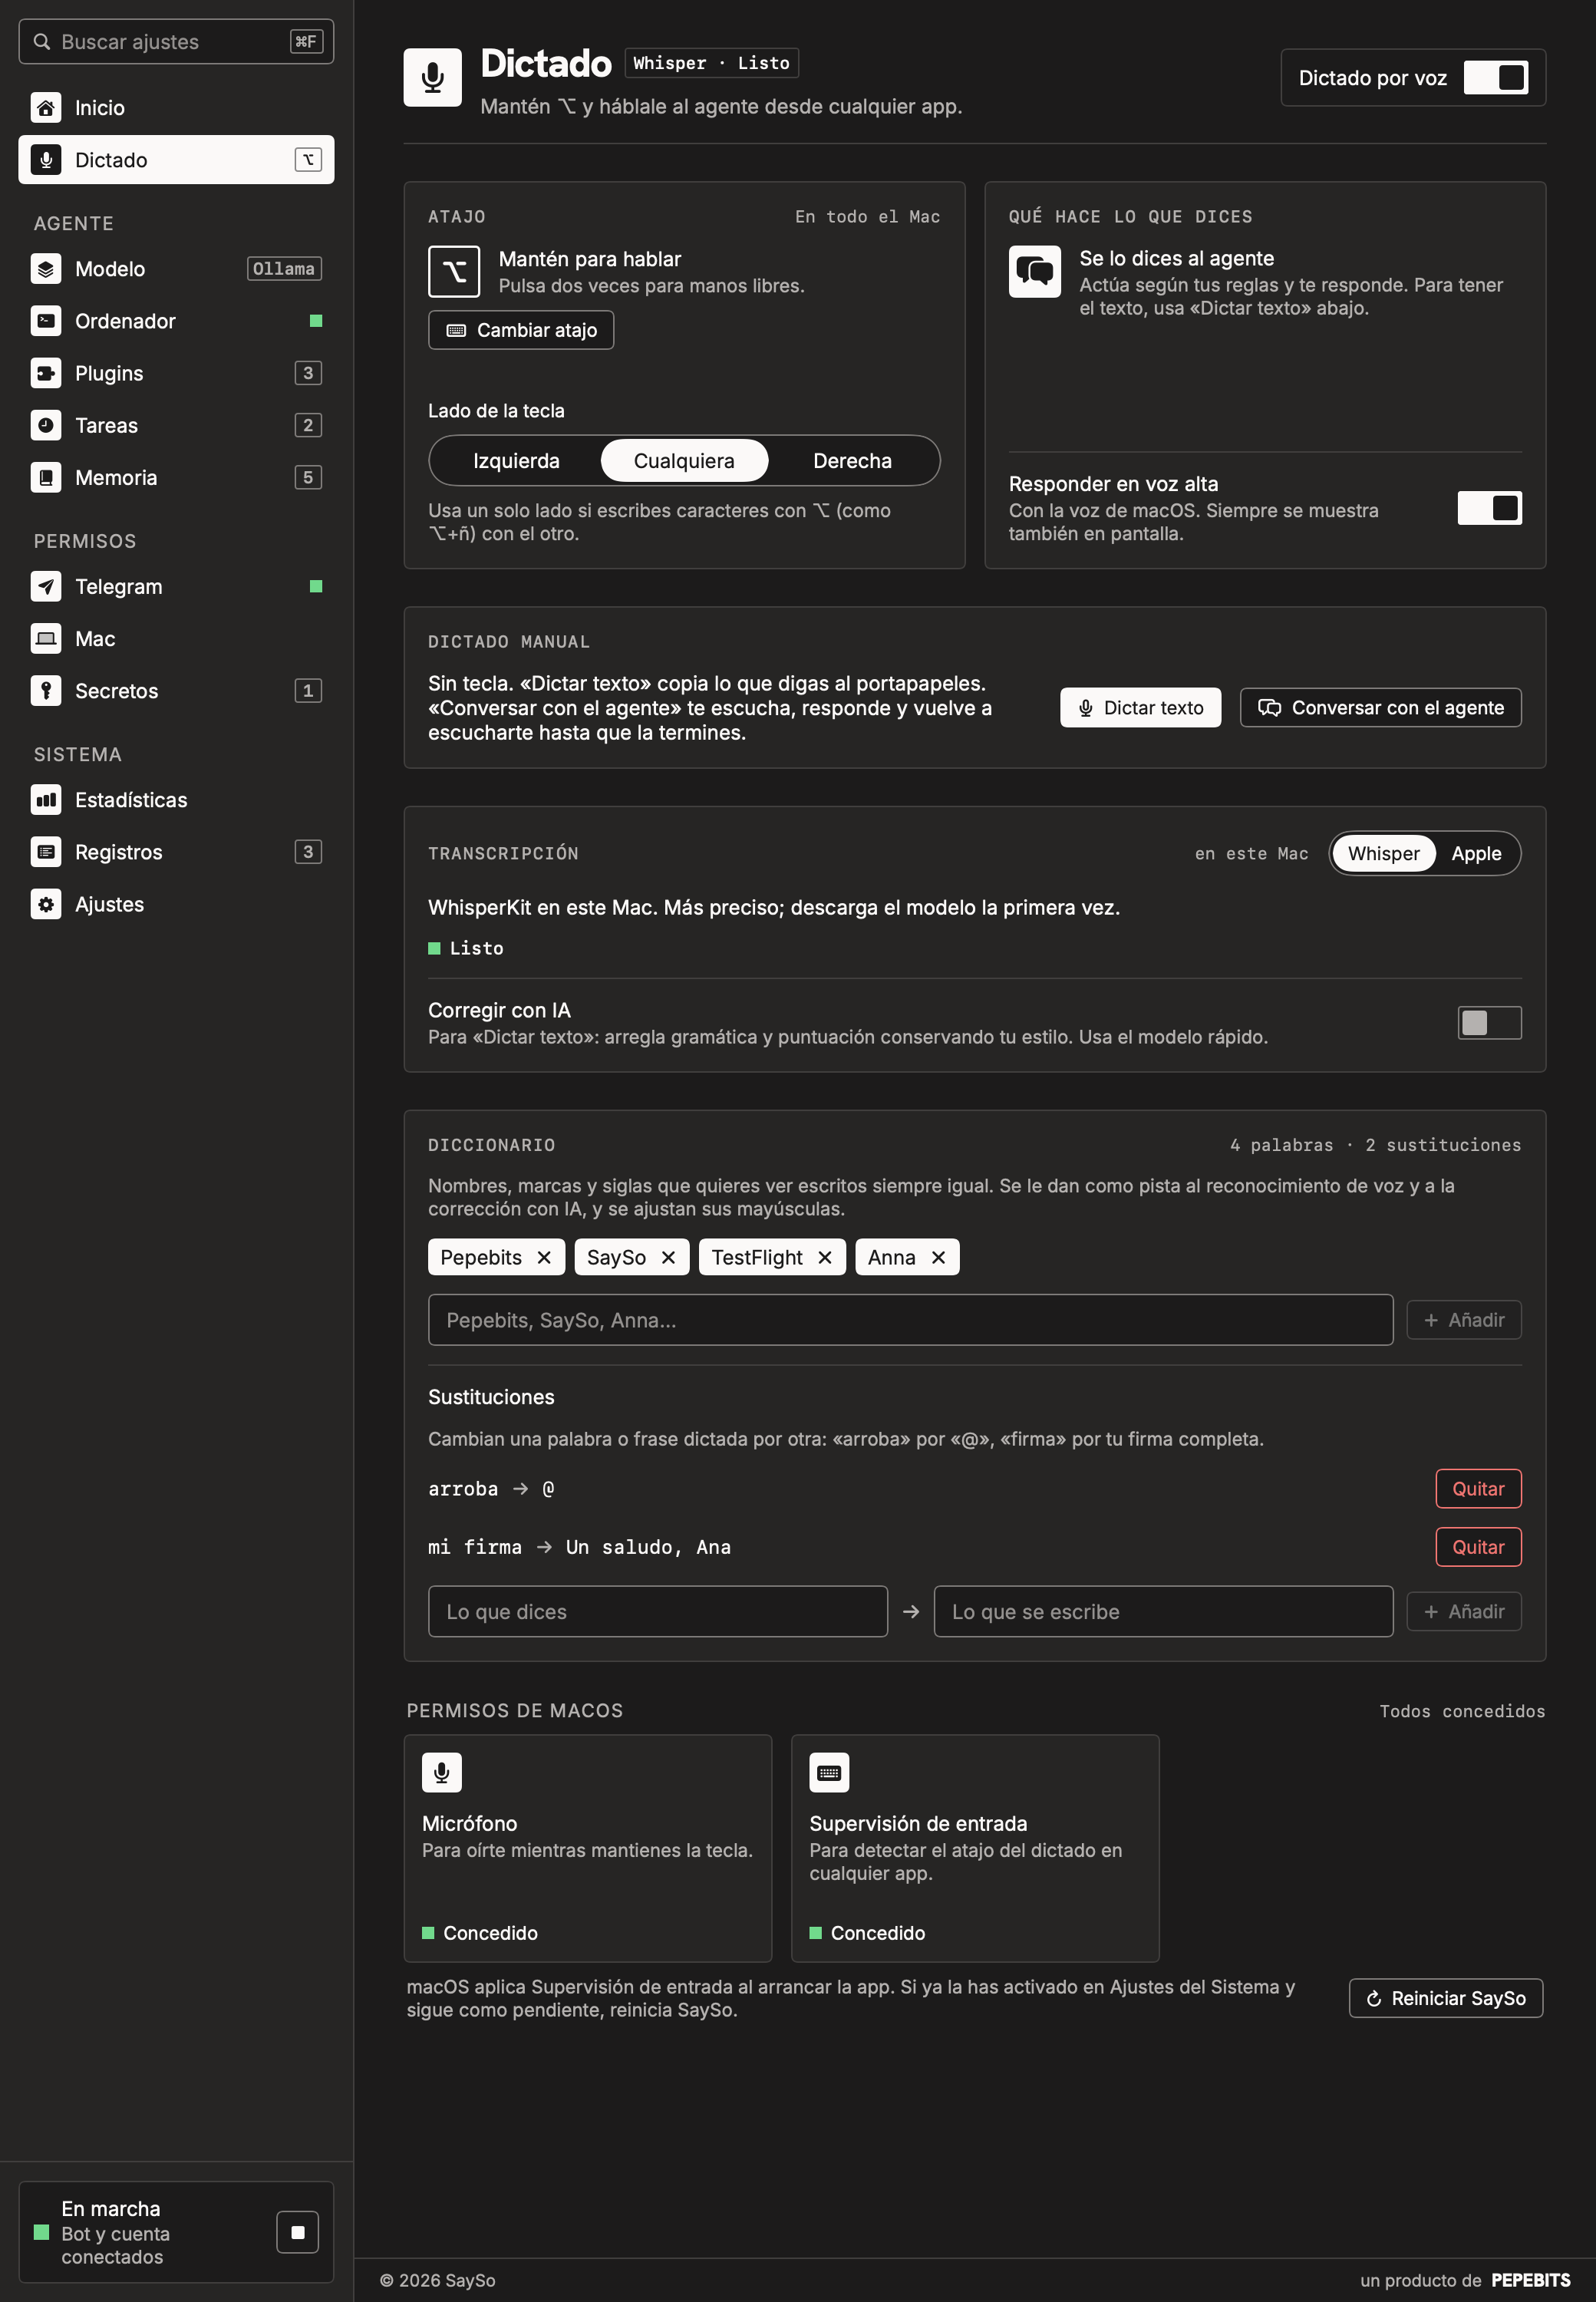 Buscar ajustes ⌘F
Inicio
Dictado ⌥
AGENTE
Modelo Ollama
Ordenador
Plugins 3
Tareas 2
Memoria 5
PERMISOS
Telegram
Mac
Secretos 1
SISTEMA
Estadísticas
Registros 3
Ajustes
En marcha
Bot y cuenta
conectados
Dictado Whisper · Listo
Mantén ⌥ y háblale al agente desde cualquier app.
Dictado por voz
ATAJO En todo el Mac
⌥
Mantén para hablar
Pulsa dos veces para manos libres.
Cambiar atajo
Lado de la tecla
Izquierda Cualquiera Derecha
Usa un solo lado si escribes caracteres con ⌥ (como
⌥+ñ) con el otro.
QUÉ HACE LO QUE DICES
Se lo dices al agente
Actúa según tus reglas y te responde. Para tener
el texto, usa «Dictar texto» abajo.
Responder en voz alta
Con la voz de macOS. Siempre se muestra
también en pantalla.
DICTADO MANUAL
Sin tecla. «Dictar texto» copia lo que digas al portapapeles.
«Conversar con el agente» te escucha, responde y vuelve a
escucharte hasta que la termines.
Dictar texto Conversar con el agente
TRANSCRIPCIÓN en este Mac Whisper Apple
WhisperKit en este Mac. Más preciso; descarga el modelo la primera vez.
Listo
Corregir con IA
Para «Dictar texto»: arregla gramática y puntuación conservando tu estilo. Usa el modelo rápido.
DICCIONARIO 4 palabras · 2 sustituciones
Nombres, marcas y siglas que quieres ver escritos siempre igual. Se le dan como pista al reconocimiento de voz y a la
corrección con IA, y se ajustan sus mayúsculas.
Pepebits ✕ SaySo ✕ TestFlight ✕ Anna ✕
Pepebits, SaySo, Anna... + Añadir
Sustituciones
Cambian una palabra o frase dictada por otra: «arroba» por «@», «firma» por tu firma completa.
arroba → @ Quitar
mi firma → Un saludo, Ana Quitar
Lo que dices → Lo que se escribe + Añadir
PERMISOS DE MACOS Todos concedidos
Micrófono
Para oírte mientras mantienes la tecla.
Concedido
Supervisión de entrada
Para detectar el atajo del dictado en
cualquier app.
Concedido
macOS aplica Supervisión de entrada al arrancar la app. Si ya la has activado en Ajustes del Sistema y
sigue como pendiente, reinicia SaySo.
Reiniciar SaySo
© 2026 SaySo un producto de PEPEBITS